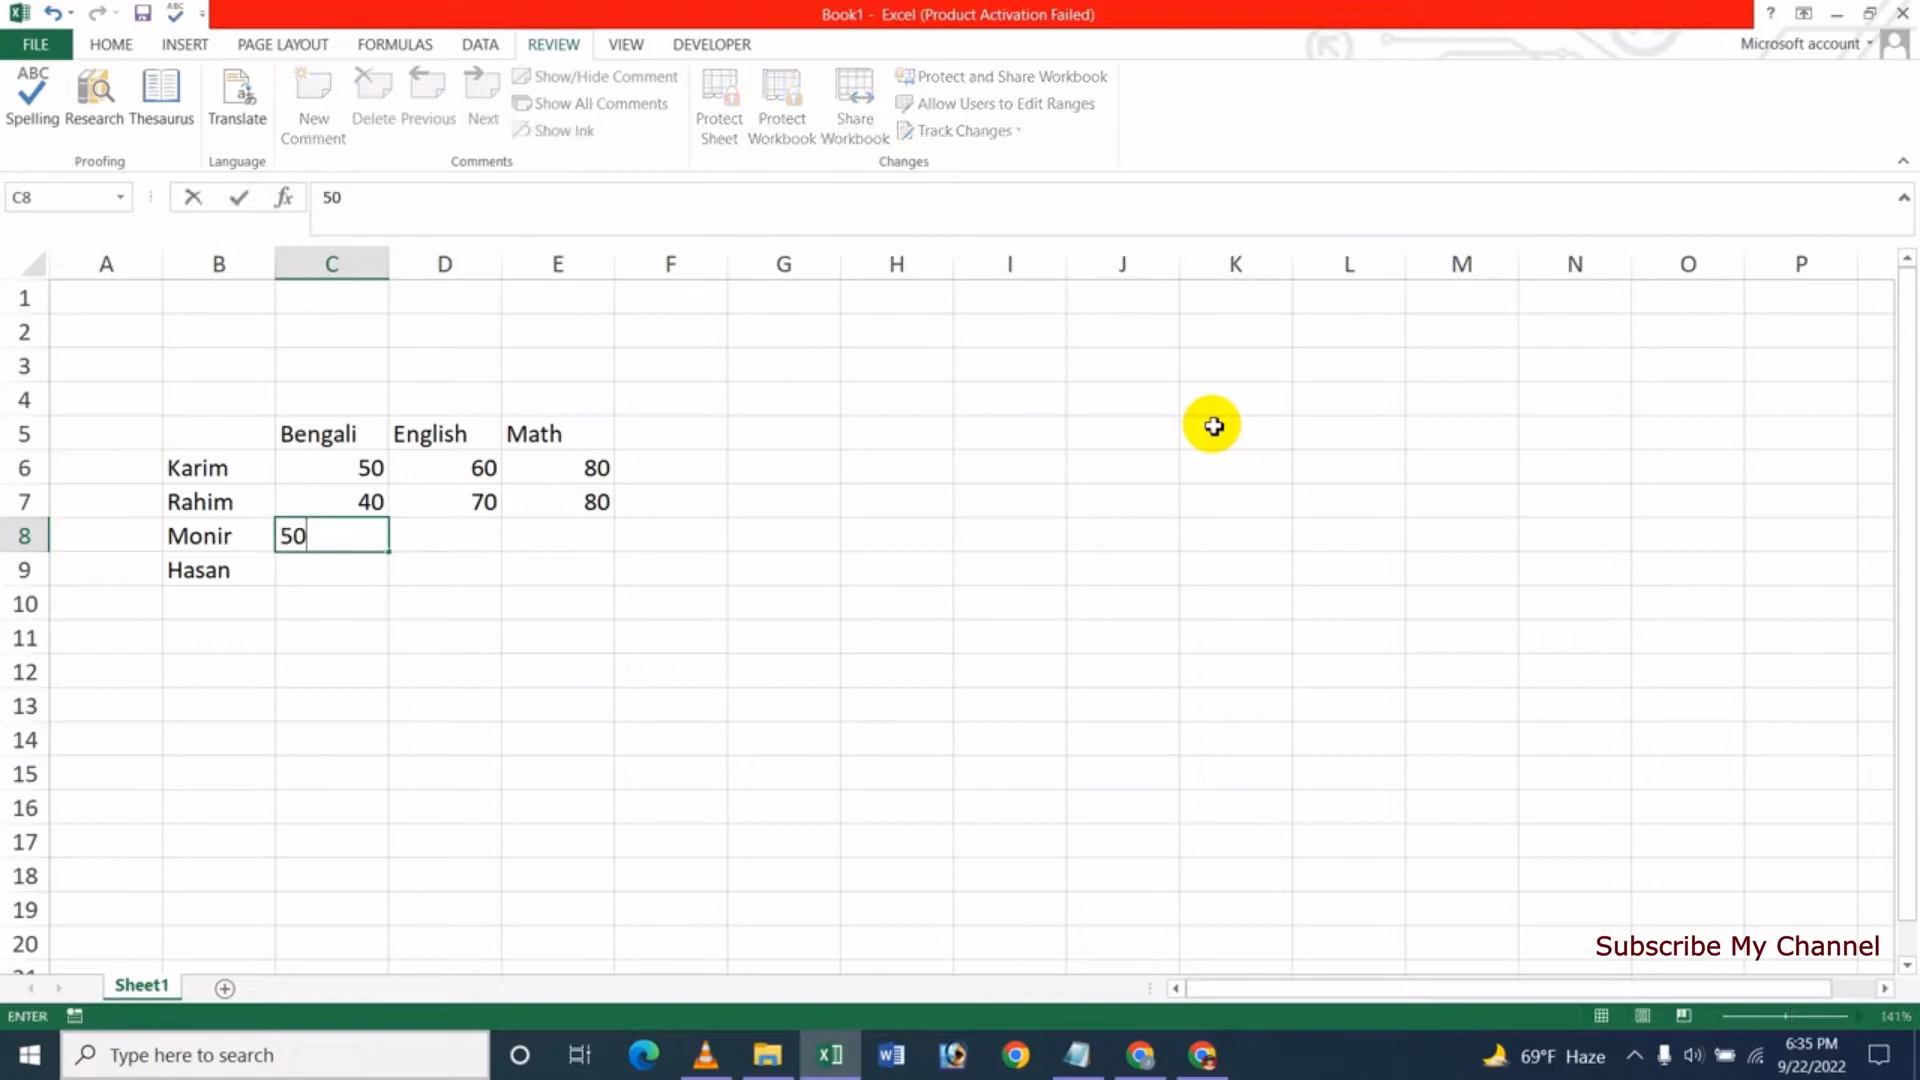 Book1 - Excel (Product Activation Failed)
?
FILE HOME INSERT PAGE LAYOUT FORMULAS DATA REVIEW VIEW DEVELOPER Microsoft account
ABC
Spelling Research Thesaurus
Proofing
Translate
Language
New Comment
Delete Previous Next
Show/Hide Comment
Show All Comments
Show Ink
Comments
Protect Sheet
Protect Workbook
Share Workbook
Protect and Share Workbook
Allow Users to Edit Ranges
Track Changes
Changes
C8 fx 50
A B C D E F G H I J K L M N O P
1
2
3
4
5 Bengali English Math
6 Karim 50 60 80
7 Rahim 40 70 80
8 Monir 50
9 Hasan
10
11
12
13
14
15
16
17
18
19
20
Subscribe My Channel
Sheet1
ENTER 141%
Type here to search
69°F Haze
6:35 PM
9/22/2022